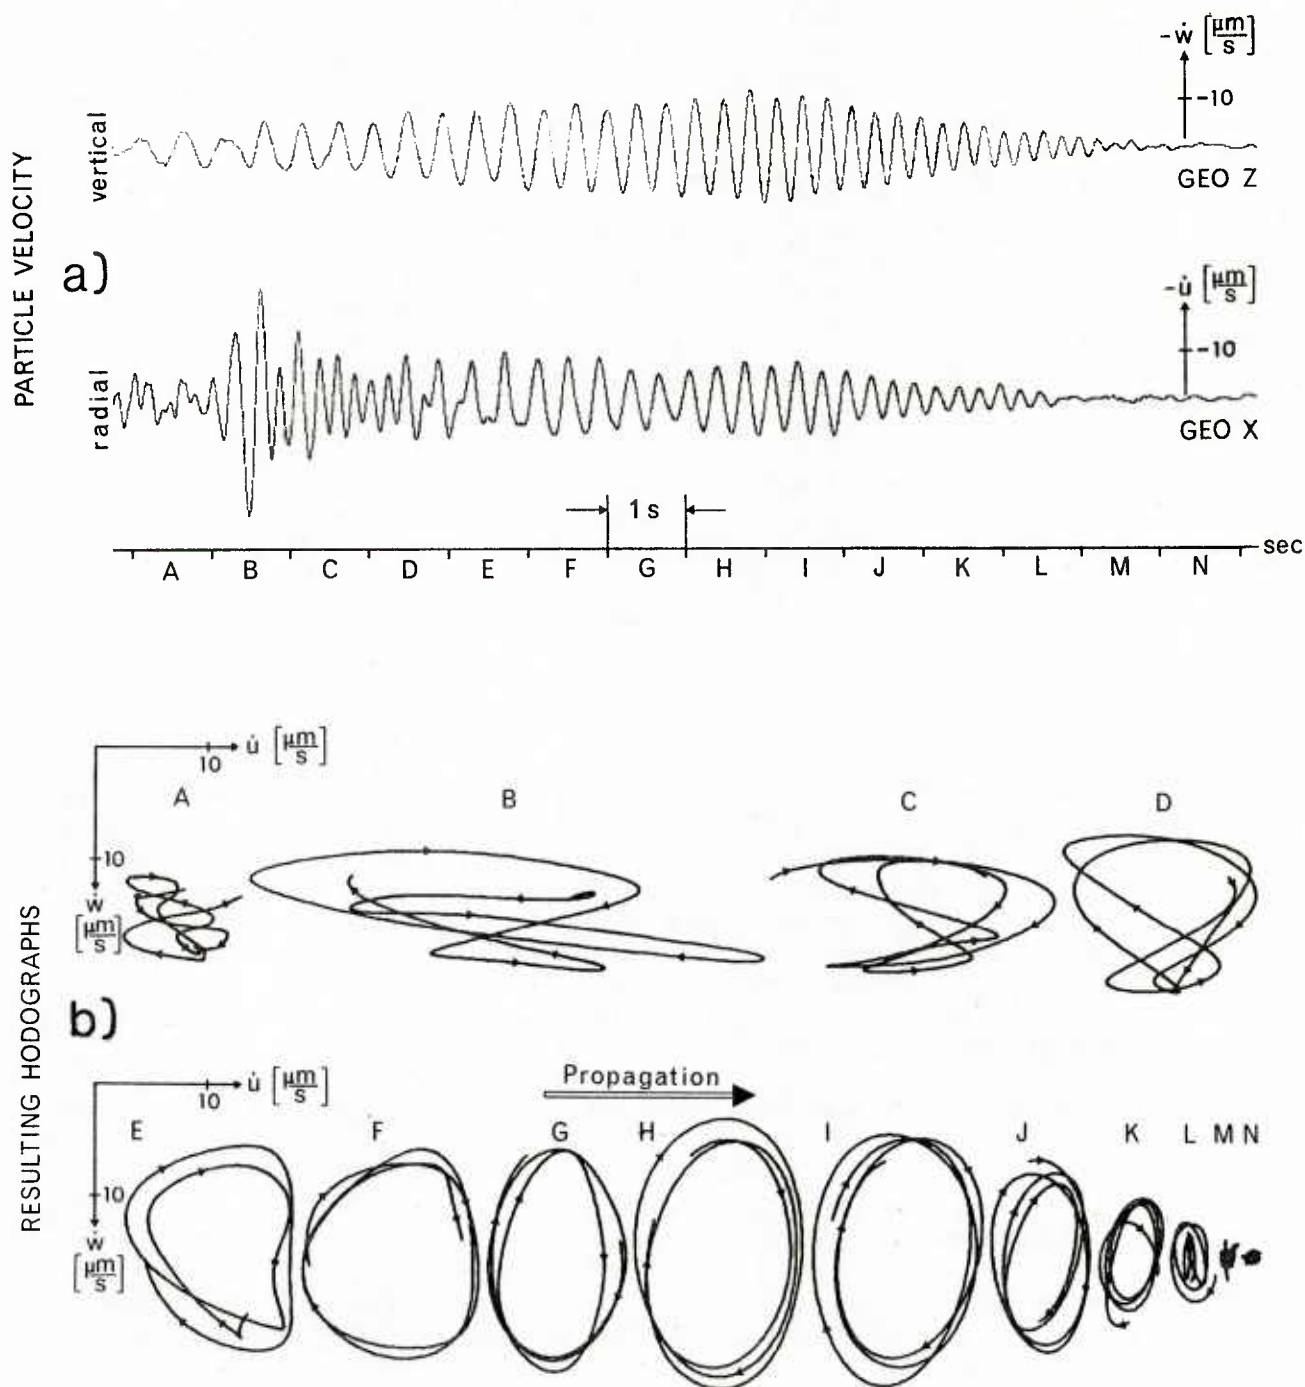 PARTICLE VELOCITY
vertical
-ẇ [μm/s]
-10
GEO Z
a)
radial
-u̇ [μm/s]
-10
GEO X
1 s
sec
A B C D E F G H I J K L M N
RESULTING HODOGRAPHS
u̇ [μm/s]
10
A B C D
10
ẇ
[μm/s]
b)
u̇ [μm/s]
10
Propagation
E F G H I J K L M N
10
ẇ
[μm/s]